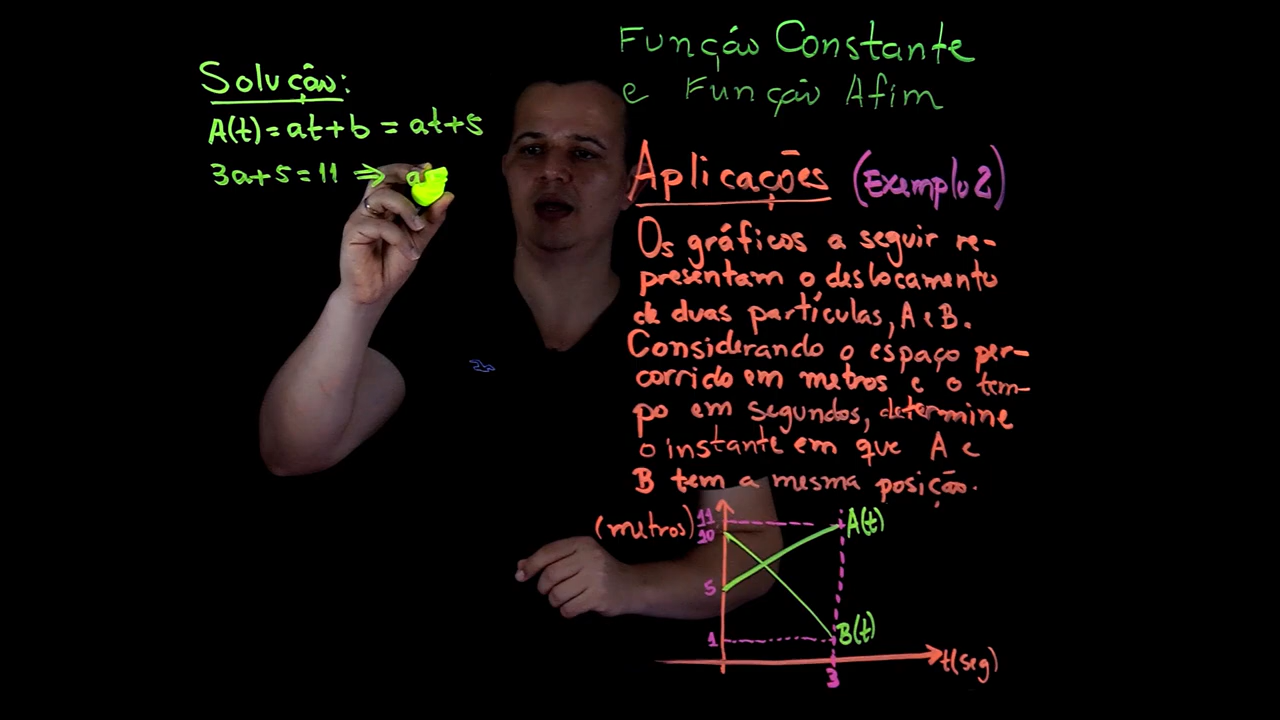 Função Constante
e Função Afim
Solução:
A(t) = at + b = at + 5
3a + 5 = 11 ⇒ a
Aplicações (Exemplo 2)
Os gráficos a seguir re-
presentam o deslocamento
de duas partículas, A e B.
Considerando o espaço per-
corrido em metros e o tem-
po em segundos, determine
o instante em que A e
B tem a mesma posição.
(metros)
11
10
5
1
A(t)
B(t)
3
t(seg)